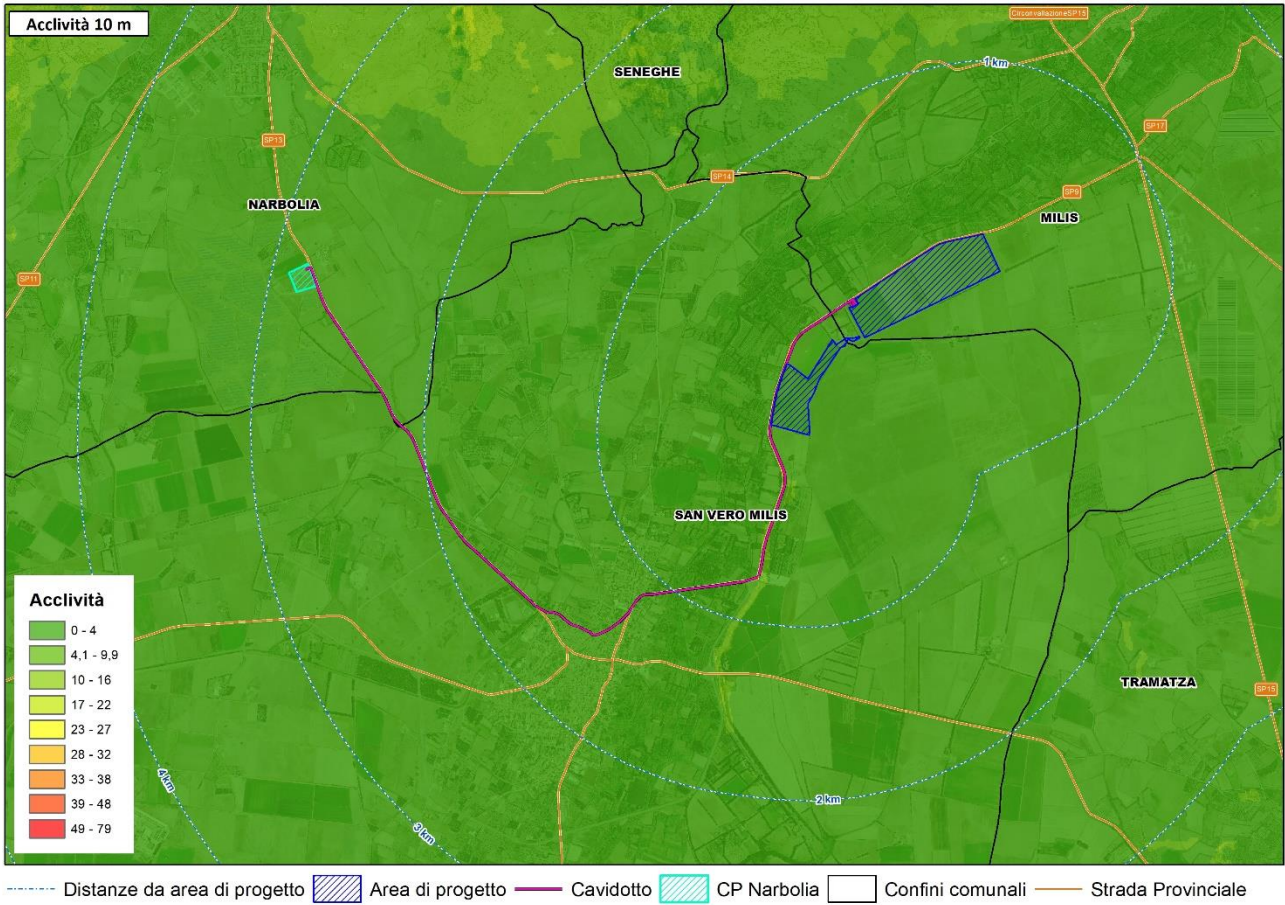 Acclività 10 m
CirconvallazioneSP15
SENEGHE
1 km
SP13
SP17
SP14
SP9
NARBOLIA
MILIS
SP11
SAN VERO MILIS
TRAMATZA
SP15
4 km
3 km
2 km
Acclività
0 - 4
4,1 - 9,9
10 - 16
17 - 22
23 - 27
28 - 32
33 - 38
39 - 48
49 - 79
Distanze da area di progetto Area di progetto Cavidotto CP Narbolia Confini comunali Strada Provinciale